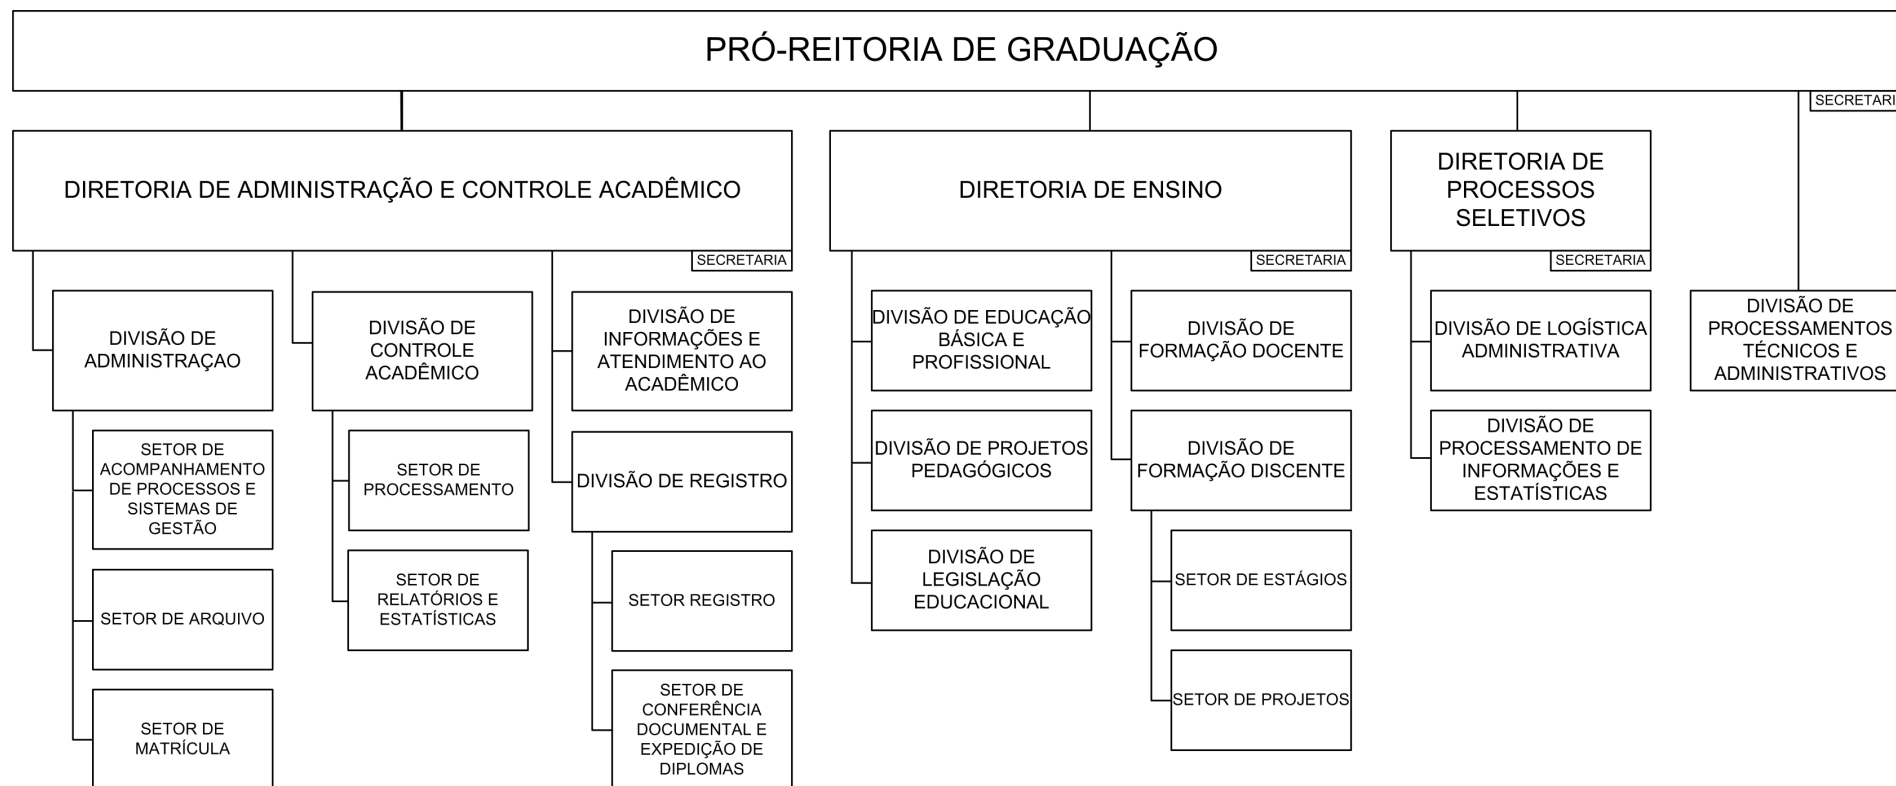 PRÓ-REITORIA DE GRADUAÇÃO
SECRETARI
DIRETORIA DE ADMINISTRAÇÃO E CONTROLE ACADÊMICO
SECRETARIA
DIVISÃO DE
ADMINISTRAÇAO
SETOR DE
ACOMPANHAMENTO
DE PROCESSOS E
SISTEMAS DE
GESTÃO
SETOR DE ARQUIVO
SETOR DE
MATRÍCULA
DIVISÃO DE
CONTROLE
ACADÊMICO
SETOR DE
PROCESSAMENTO
SETOR DE
RELATÓRIOS E
ESTATÍSTICAS
DIVISÃO DE
INFORMAÇÕES E
ATENDIMENTO AO
ACADÊMICO
DIVISÃO DE REGISTRO
SETOR REGISTRO
SETOR DE
CONFERÊNCIA
DOCUMENTAL E
EXPEDIÇÃO DE
DIPLOMAS
DIRETORIA DE ENSINO
SECRETARIA
DIVISÃO DE EDUCAÇÃO
BÁSICA E
PROFISSIONAL
DIVISÃO DE PROJETOS
PEDAGÓGICOS
DIVISÃO DE
LEGISLAÇÃO
EDUCACIONAL
DIVISÃO DE
FORMAÇÃO DOCENTE
DIVISÃO DE
FORMAÇÃO DISCENTE
SETOR DE ESTÁGIOS
SETOR DE PROJETOS
DIRETORIA DE
PROCESSOS
SELETIVOS
SECRETARIA
DIVISÃO DE LOGÍSTICA
ADMINISTRATIVA
DIVISÃO DE
PROCESSAMENTO DE
INFORMAÇÕES E
ESTATÍSTICAS
DIVISÃO DE
PROCESSAMENTOS
TÉCNICOS E
ADMINISTRATIVOS